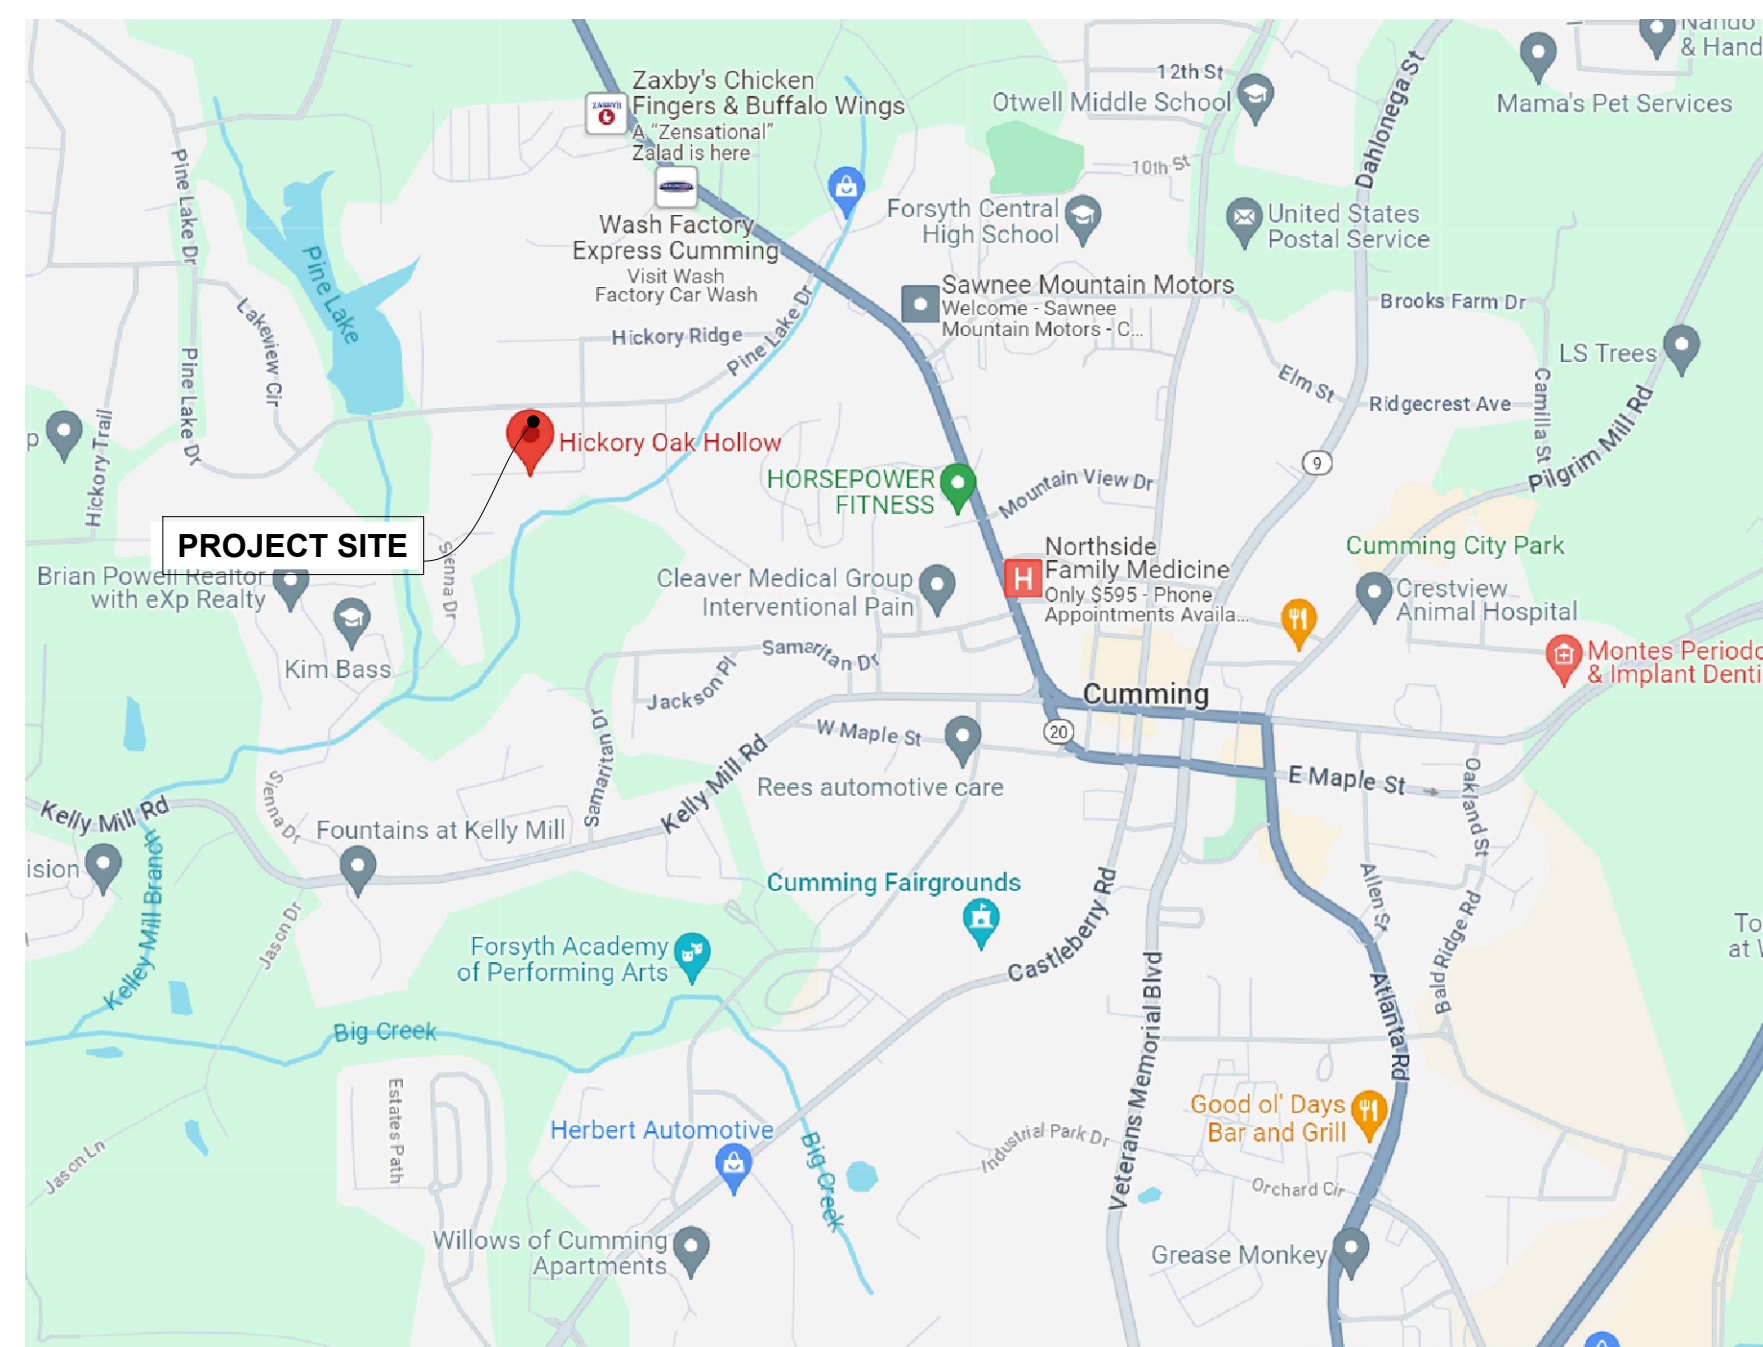 Nando
& Hand
Zaxby's Chicken
Fingers & Buffalo Wings
A "Zensational"
Zalad is here
ZAXBYS
12th St
Otwell Middle School
Dahlonega St
Mama's Pet Services
Pine Lake Dr
10th St
Wash Factory
Express Cumming
Visit Wash
Factory Car Wash
Forsyth Central
High School
United States
Postal Service
Pine Lake
Lakeview Cir
Sawnee Mountain Motors
Welcome - Sawnee
Mountain Motors - C...
Brooks Farm Dr
Hickory Ridge
Pine Lake Dr
LS Trees
Pine Lake Dr
Elm St
Ridgecrest Ave
Camilla St
Pilgrim Mill Rd
p
Hickory Trail
Hickory Oak Hollow
HORSEPOWER
FITNESS
Mountain View Dr
9
PROJECT SITE
Sienna Dr
Northside
Family Medicine
Only $595 - Phone
Appointments Availa...
H
Cumming City Park
Brian Powell Realtor
with eXp Realty
Cleaver Medical Group
Interventional Pain
Crestview
Animal Hospital
Kim Bass
Samaritan Dr
Jackson Pl
Montes Periodo
& Implant Denti
Cumming
Samaritan Dr
W Maple St
20
Kelly Mill Rd
Rees automotive care
E Maple St
Oakland St
Sienna Dr
Kelly Mill Rd
Fountains at Kelly Mill
ision
Kelley Mill Branch
Cumming Fairgrounds
Castleberry Rd
Allen St
Bald Ridge Rd
Jason Dr
Forsyth Academy
of Performing Arts
To
at W
Veterans Memorial Blvd
Atlanta Rd
Big Creek
Estates Path
Herbert Automotive
Big Creek
Industrial Park Dr
Good ol' Days
Bar and Grill
Jason Ln
Orchard Cir
Willows of Cumming
Apartments
Grease Monkey